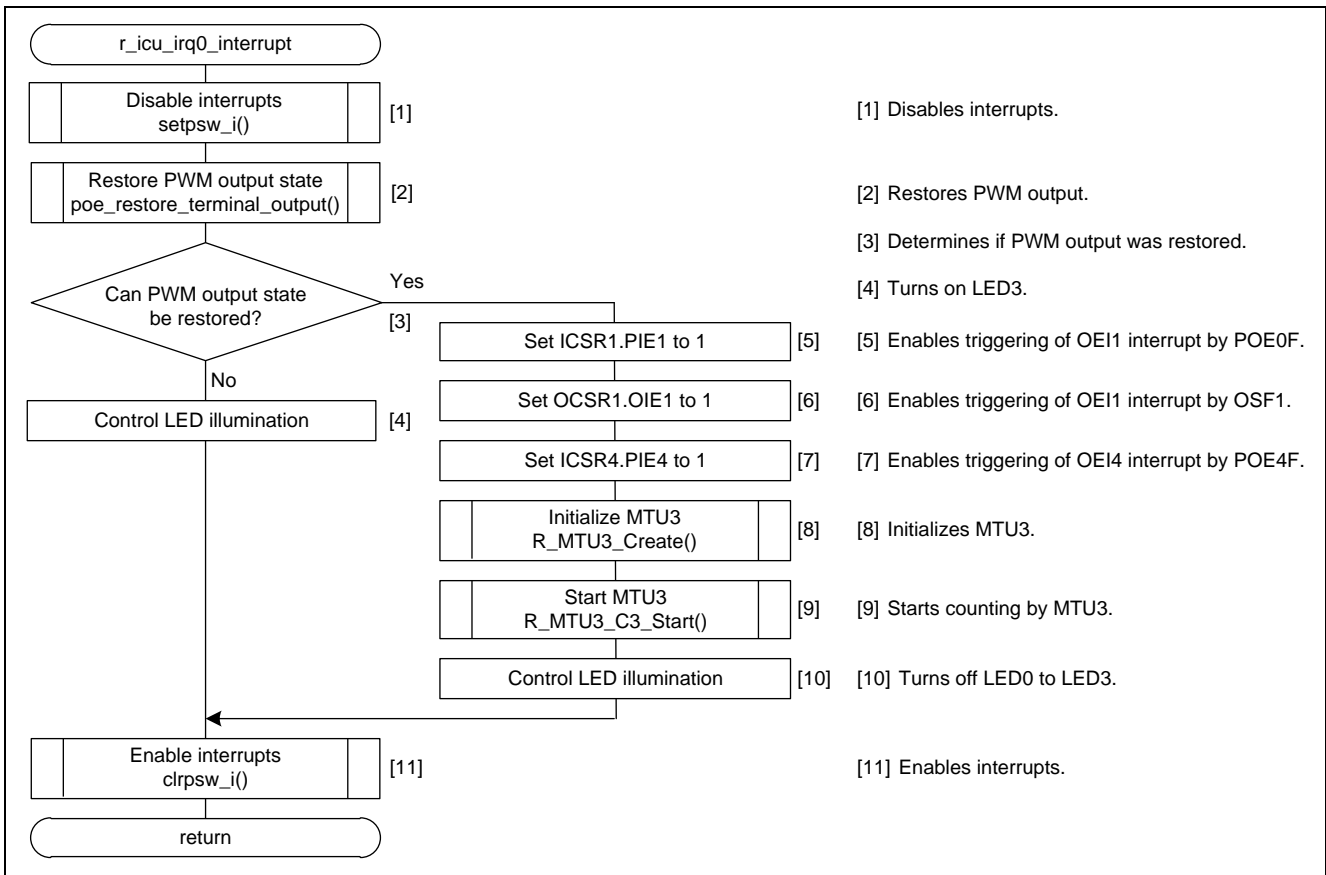 r_icu_irq0_interrupt
Disable interrupts
setpsw_i()
[1]
[1] Disables interrupts.
Restore PWM output state
poe_restore_terminal_output()
[2]
[2] Restores PWM output.
[3] Determines if PWM output was restored.
Can PWM output state
be restored?
Yes
[3]
No
[4] Turns on LED3.
Set ICSR1.PIE1 to 1
[5]
[5] Enables triggering of OEI1 interrupt by POE0F.
Control LED illumination
[4]
Set OCSR1.OIE1 to 1
[6]
[6] Enables triggering of OEI1 interrupt by OSF1.
Set ICSR4.PIE4 to 1
[7]
[7] Enables triggering of OEI4 interrupt by POE4F.
Initialize MTU3
R_MTU3_Create()
[8]
[8] Initializes MTU3.
Start MTU3
R_MTU3_C3_Start()
[9]
[9] Starts counting by MTU3.
Control LED illumination
[10]
[10] Turns off LED0 to LED3.
Enable interrupts
clrpsw_i()
[11]
[11] Enables interrupts.
return